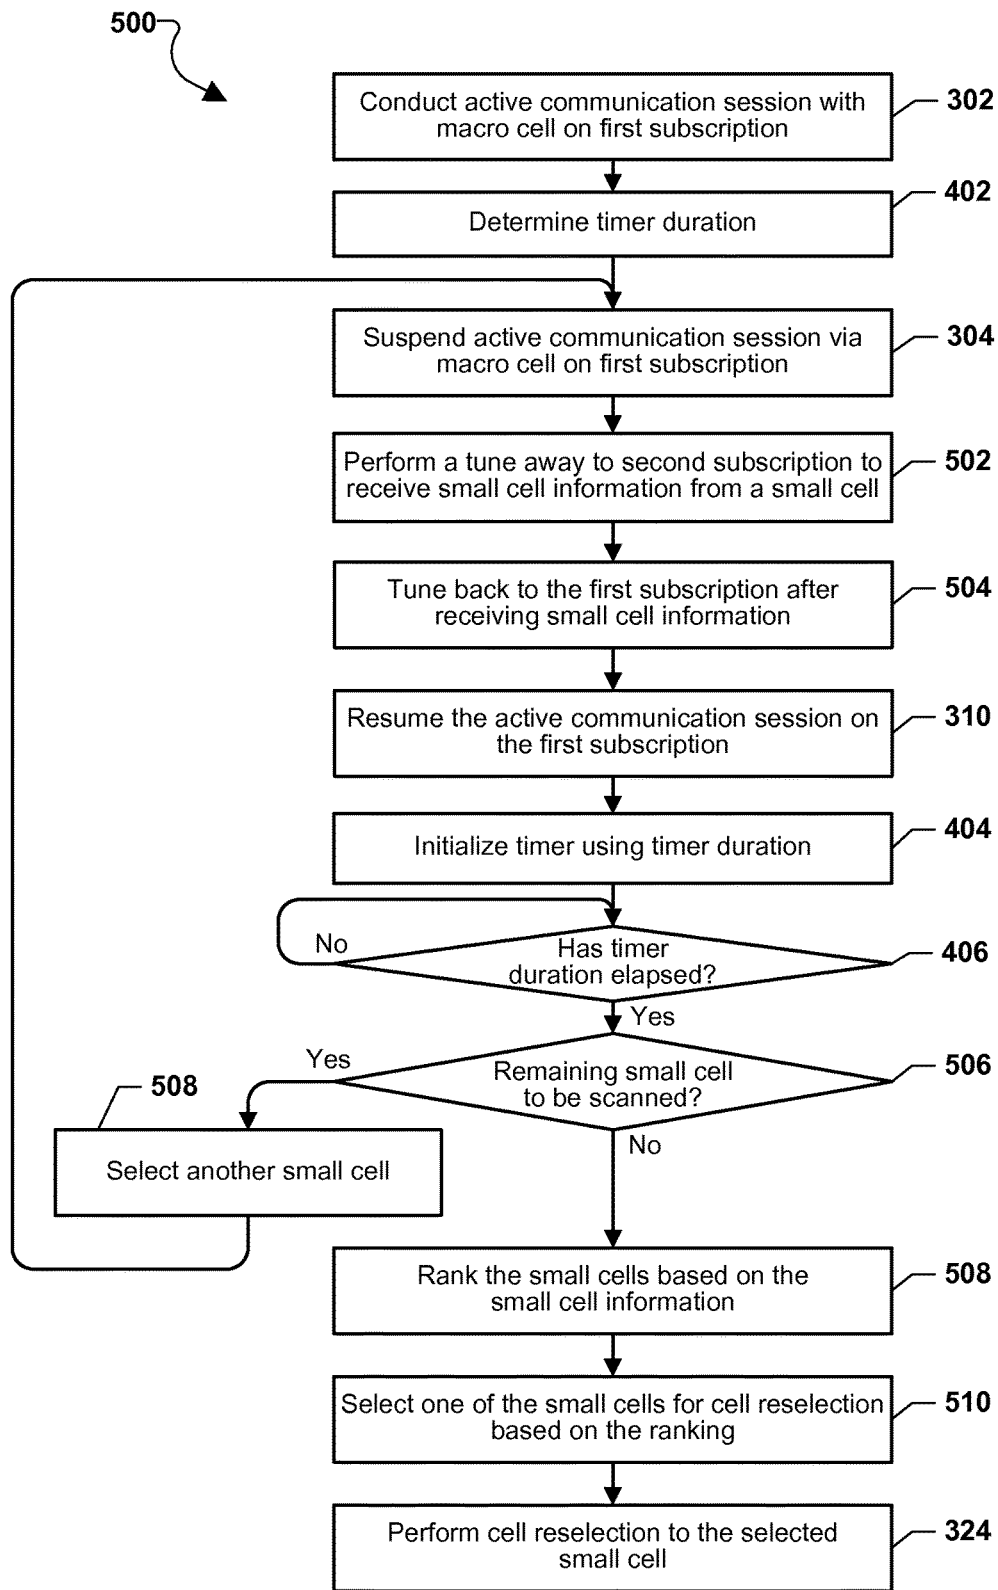 500
Conduct active communication session with
macro cell on first subscription
302
Determine timer duration
402
Suspend active communication session via
macro cell on first subscription
304
Perform a tune away to second subscription to
receive small cell information from a small cell
502
Tune back to the first subscription after
receiving small cell information
504
Resume the active communication session on
the first subscription
310
Initialize timer using timer duration
404
Has timer
duration elapsed?
406
No
Yes
Remaining small cell
to be scanned?
506
Yes
No
508
Select another small cell
Rank the small cells based on the
small cell information
508
Select one of the small cells for cell reselection
based on the ranking
510
Perform cell reselection to the selected
small cell
324